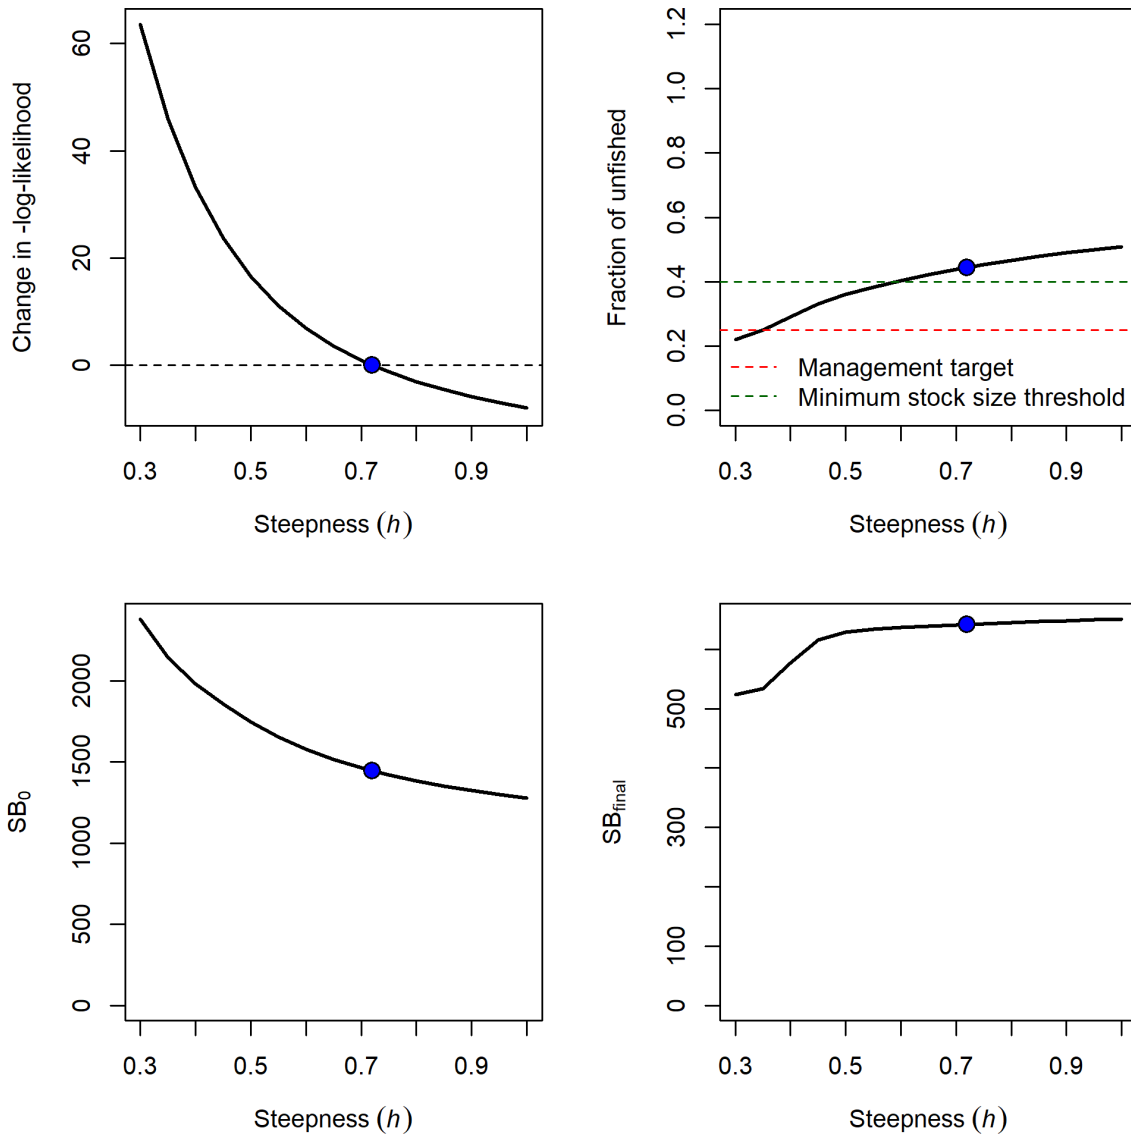 Change in -log-likelihood
60
40
20
0
0.3 0.5 0.7 0.9
Steepness (h)
Fraction of unfished
1.2
1.0
0.8
0.6
0.4
0.2
0.0
Management target
Minimum stock size threshold
0.3 0.5 0.7 0.9
Steepness (h)
SB0
2000
1500
1000
500
0
0.3 0.5 0.7 0.9
Steepness (h)
SBfinal
500
300
100
0
0.3 0.5 0.7 0.9
Steepness (h)